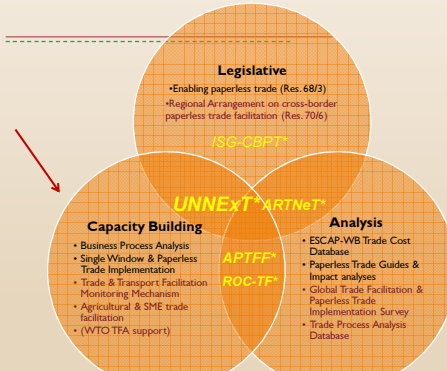 Legislative
•Enabling paperless trade (Res. 68/3)
•Regional Arrangement on cross-border
paperless trade facilitation (Res. 70/6)
ISG-CBPT*
UNNExT* ARTNeT*
Capacity Building
• Business Process Analysis
• Single Window & Paperless
Trade Implementation
• Trade & Transport Facilitation
Monitoring Mechanism
• Agricultural & SME trade
facilitation
• (WTO TFA support)
APTFF*
ROC-TF*
Analysis
• ESCAP-WB Trade Cost
Database
• Paperless Trade Guides &
Impact analyses
• Global Trade Facilitation &
Paperless Trade
Implementation Survey
• Trade Process Analysis
Database